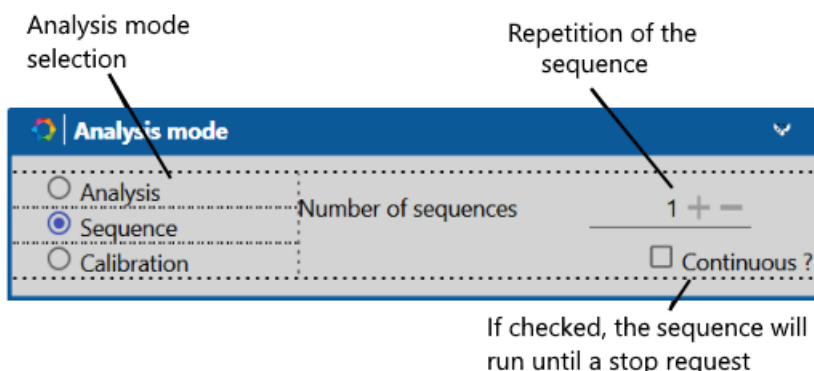 Analysis mode
selection
Repetition of the
sequence
Analysis mode
Analysis
Sequence
Calibration
Number of sequences
1 + −
Continuous ?
If checked, the sequence will
run until a stop request